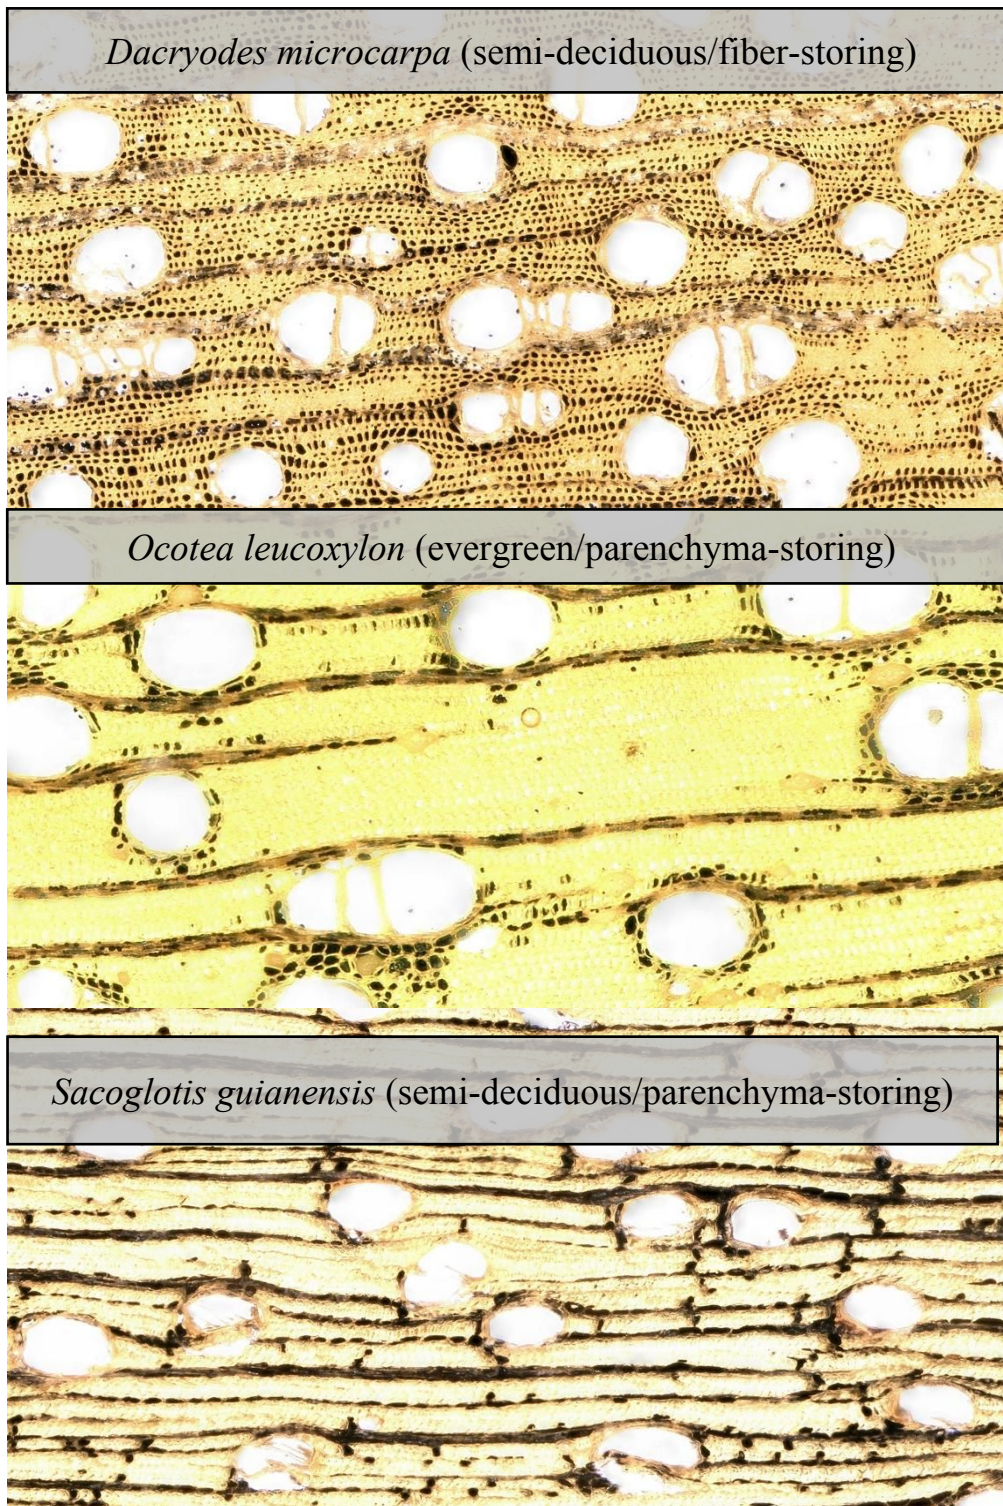 Dacryodes microcarpa (semi-deciduous/fiber-storing)
Ocotea leucoxylon (evergreen/parenchyma-storing)
Sacoglotis guianensis (semi-deciduous/parenchyma-storing)